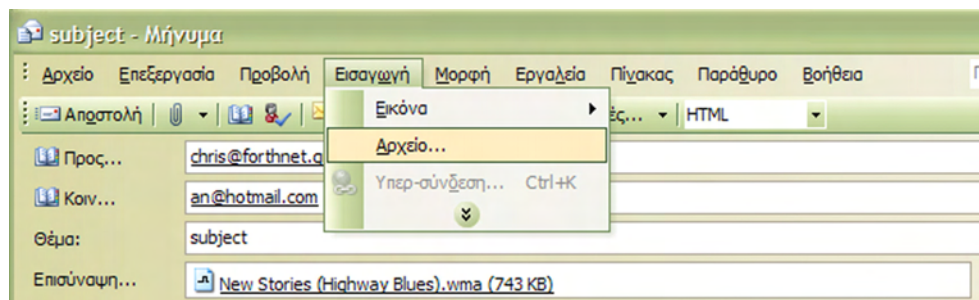 subject - Μήνυμα
Αρχείο Επεξεργασία Προβολή Εισαγωγή Μορφή Εργαλεία Πίνακας Παράθυρο Βοήθεια
Αποστολή HTML
Εικόνα
Αρχείο...
Υπερ-σύνδεση... Ctrl+K
Προς... chris@forthnet.g
Κοιν... an@hotmail.com
Θέμα: subject
Επισύναψη... New Stories (Highway Blues).wma (743 KB)